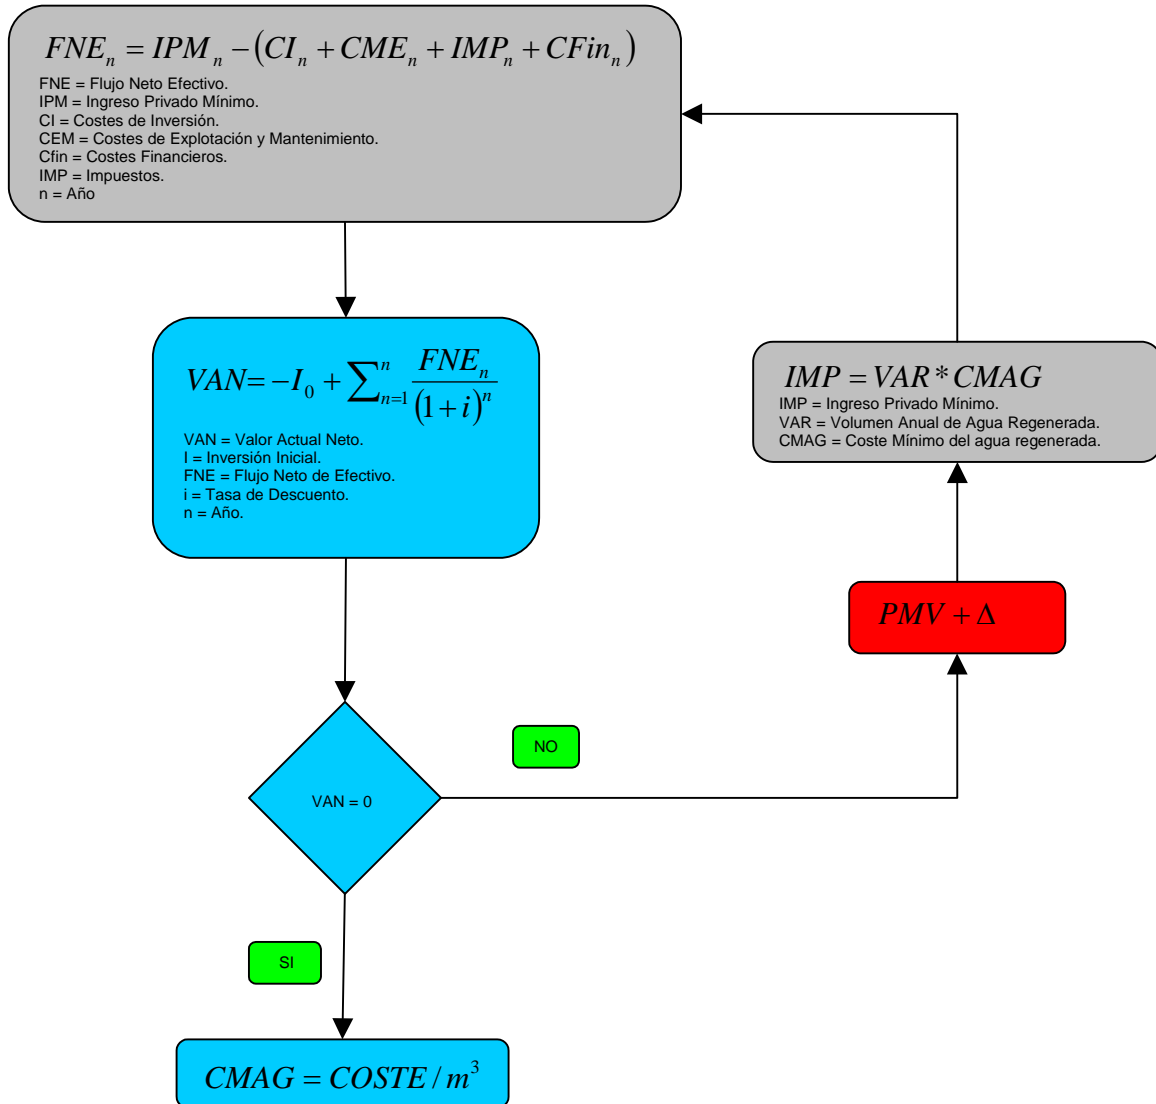 FNE_n = IPM_n − (CI_n + CME_n + IMP_n + CFin_n)
FNE = Flujo Neto Efectivo.
IPM = Ingreso Privado Mínimo.
CI = Costes de Inversión.
CEM = Costes de Explotación y Mantenimiento.
Cfin = Costes Financieros.
IMP = Impuestos.
n = Año
VAN= −I_0 + ∑_{n=1}^{n} FNE_n / (1 + i)^n
VAN = Valor Actual Neto.
I = Inversión Inicial.
FNE = Flujo Neto de Efectivo.
i = Tasa de Descuento.
n = Año.
IMP = VAR * CMAG
IMP = Ingreso Privado Mínimo.
VAR = Volumen Anual de Agua Regenerada.
CMAG = Coste Mínimo del agua regenerada.
PMV + Δ
NO
VAN = 0
SI
CMAG = COSTE / m³